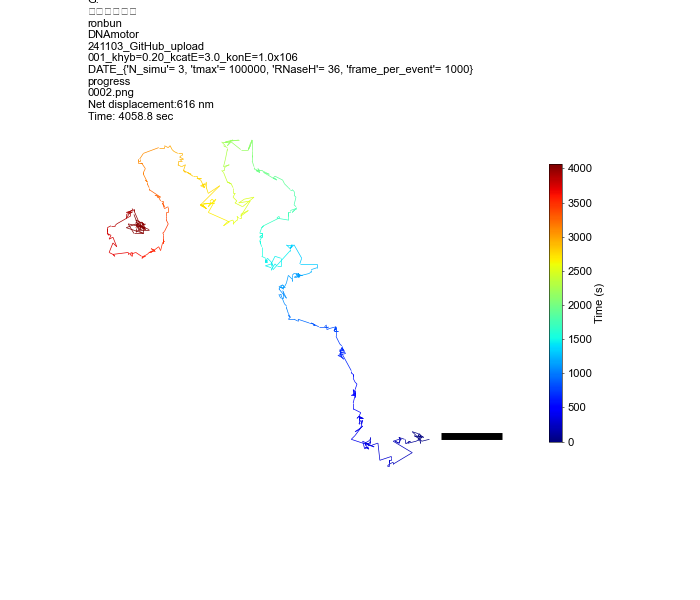 G:
ronbun
DNAmotor
241103_GitHub_upload
001_khyb=0.20_kcatE=3.0_konE=1.0x106
DATE_{'N_simu'= 3, 'tmax'= 100000, 'RNaseH'= 36, 'frame_per_event'= 1000}
progress
0002.png
Net displacement:616 nm
Time: 4058.8 sec
4000
3500
3000
2500
2000
1500
1000
500
0
Time (s)